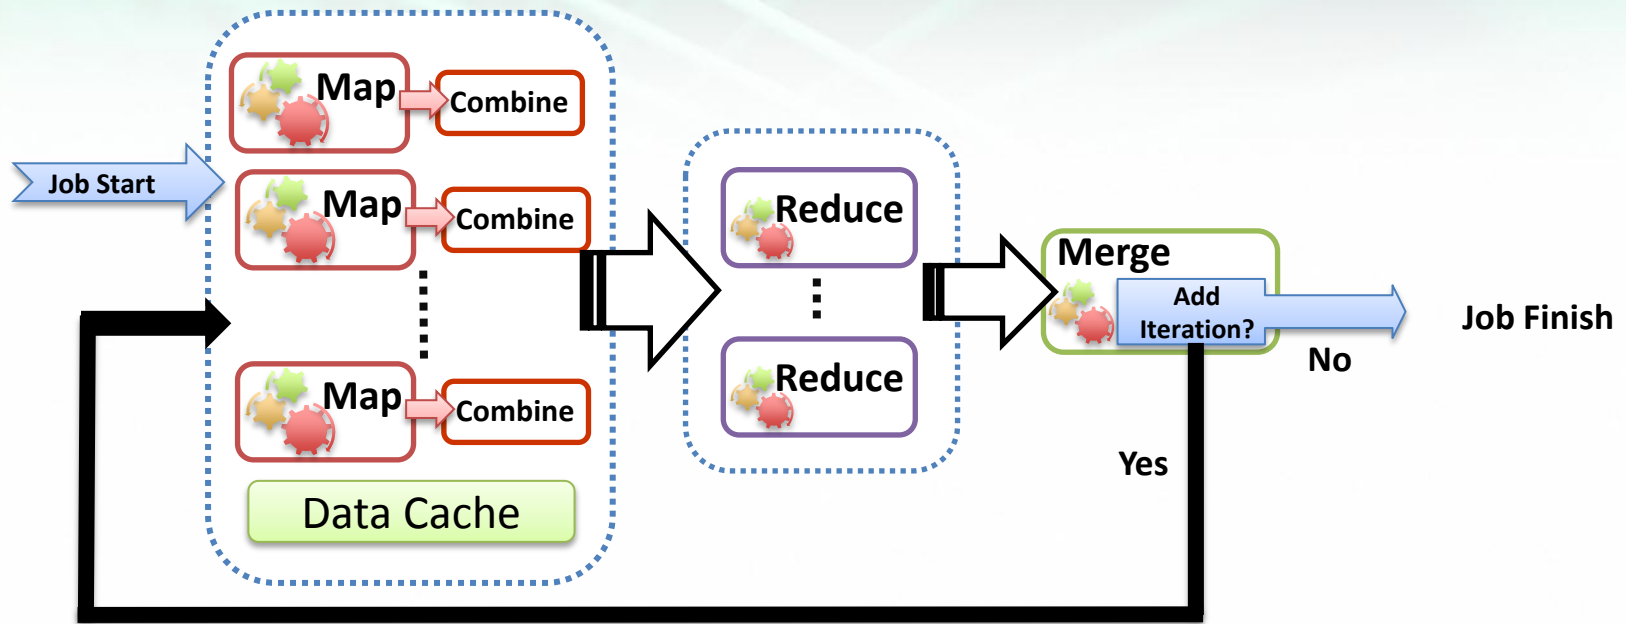 Map
Combine
Job Start
Map
Combine
Map
Combine
Data Cache
Reduce
Reduce
Merge
Add
Iteration?
No
Yes
Job Finish